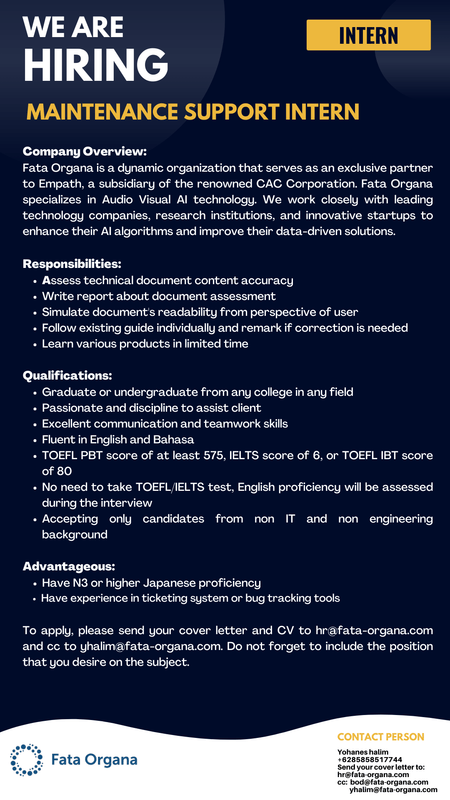 WE ARE
HIRING
INTERN
MAINTENANCE SUPPORT INTERN
Company Overview:
Fata Organa is a dynamic organization that serves as an exclusive partner
to Empath, a subsidiary of the renowned CAC Corporation. Fata Organa
specializes in Audio Visual AI technology. We work closely with leading
technology companies, research institutions, and innovative startups to
enhance their AI algorithms and improve their data-driven solutions.
Responsibilities:
• Assess technical document content accuracy
• Write report about document assessment
• Simulate document's readability from perspective of user
• Follow existing guide individually and remark if correction is needed
• Learn various products in limited time
Qualifications:
• Graduate or undergraduate from any college in any field
• Passionate and discipline to assist client
• Excellent communication and teamwork skills
• Fluent in English and Bahasa
• TOEFL PBT score of at least 575, IELTS score of 6, or TOEFL IBT score
of 80
• No need to take TOEFL/IELTS test, English proficiency will be assessed
during the interview
• Accepting only candidates from non IT and non engineering
background
Advantageous:
• Have N3 or higher Japanese proficiency
• Have experience in ticketing system or bug tracking tools
To apply, please send your cover letter and CV to hr@fata-organa.com
and cc to yhalim@fata-organa.com. Do not forget to include the position
that you desire on the subject.
Fata Organa
CONTACT PERSON
Yohanes halim
+6285858517744
Send your cover letter to:
hr@fata-organa.com
cc: bod@fata-organa.com
yhalim@fata-organa.com